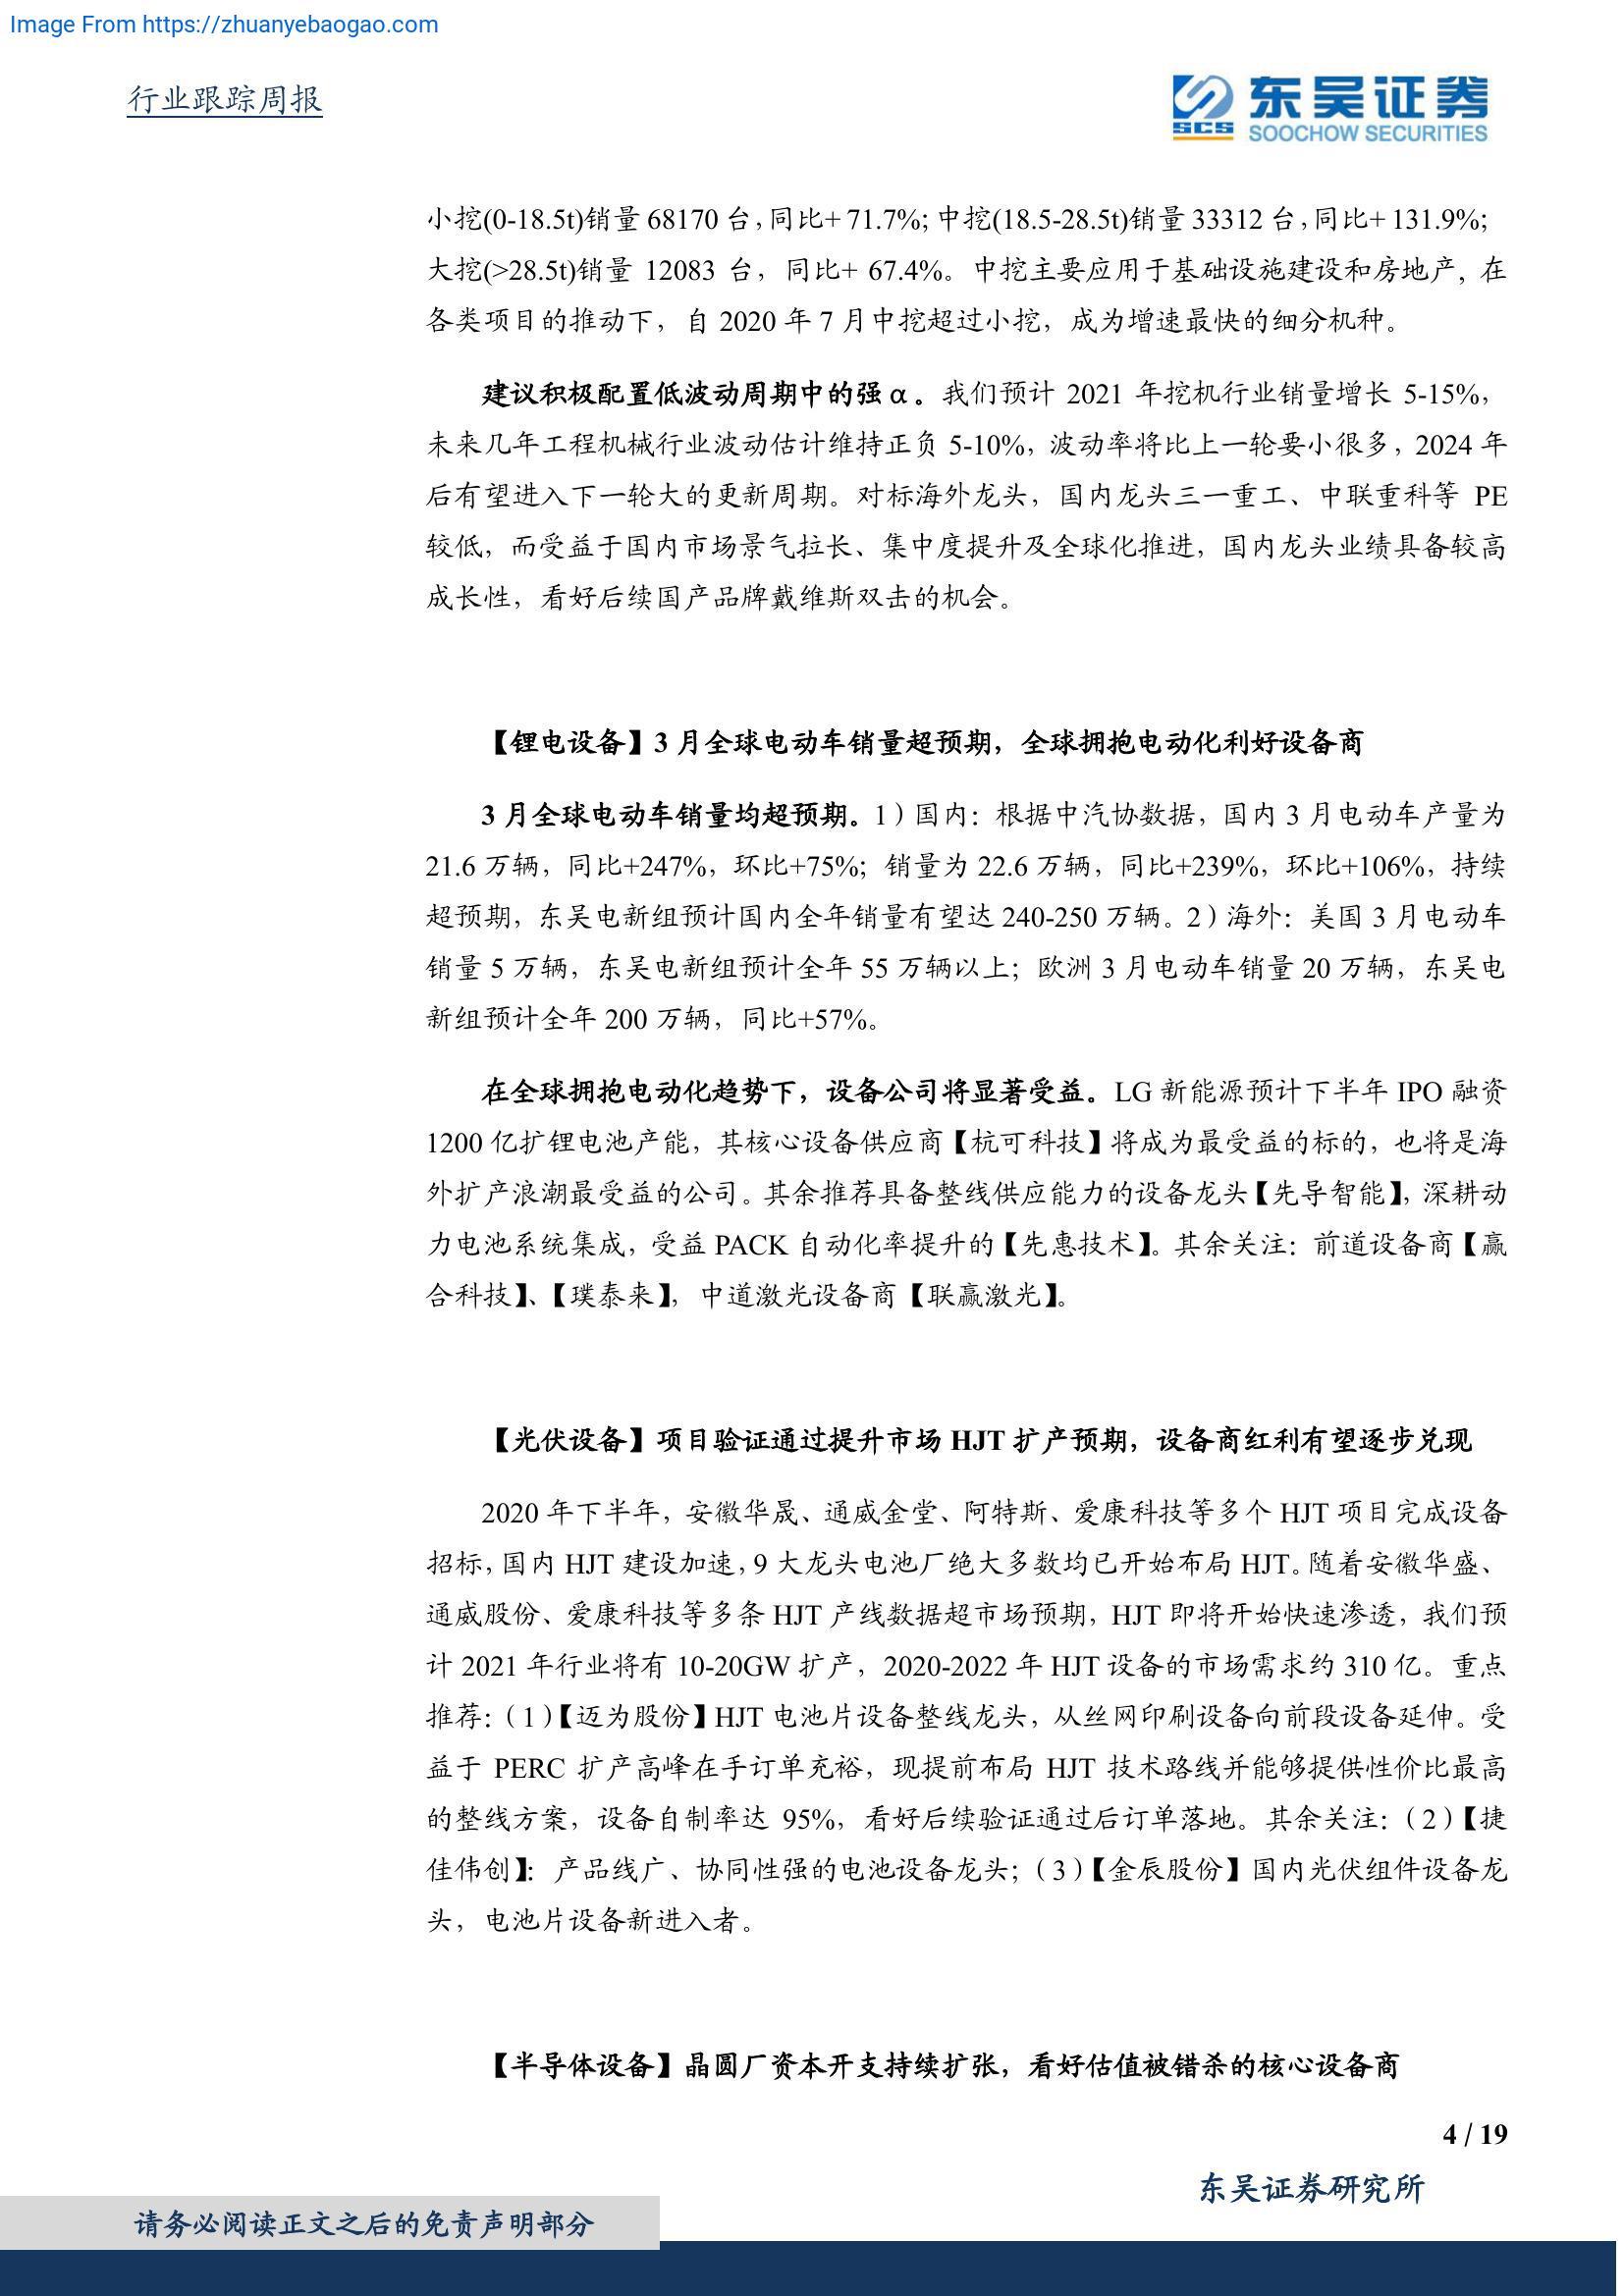 Image From https://zhuanyebaogao.com
行业跟踪周报
SCS 东吴证券
SOOCHOW SECURITIES
小挖(0-18.5t)销量 68170 台，同比+ 71.7%; 中挖(18.5-28.5t)销量 33312 台，同比+ 131.9%;
大挖(>28.5t)销量 12083 台，同比+ 67.4%。中挖主要应用于基础设施建设和房地产, 在
各类项目的推动下，自 2020 年 7 月中挖超过小挖，成为增速最快的细分机种。
建议积极配置低波动周期中的强 α。我们预计 2021 年挖机行业销量增长 5-15%，
未来几年工程机械行业波动估计维持正负 5-10%，波动率将比上一轮要小很多，2024 年
后有望进入下一轮大的更新周期。对标海外龙头，国内龙头三一重工、中联重科等 PE
较低，而受益于国内市场景气拉长、集中度提升及全球化推进，国内龙头业绩具备较高
成长性，看好后续国产品牌戴维斯双击的机会。
【锂电设备】3 月全球电动车销量超预期，全球拥抱电动化利好设备商
3 月全球电动车销量均超预期。1）国内：根据中汽协数据，国内 3 月电动车产量为
21.6 万辆，同比+247%，环比+75%；销量为 22.6 万辆，同比+239%，环比+106%，持续
超预期，东吴电新组预计国内全年销量有望达 240-250 万辆。2）海外：美国 3 月电动车
销量 5 万辆，东吴电新组预计全年 55 万辆以上；欧洲 3 月电动车销量 20 万辆，东吴电
新组预计全年 200 万辆，同比+57%。
在全球拥抱电动化趋势下，设备公司将显著受益。LG 新能源预计下半年 IPO 融资
1200 亿扩锂电池产能，其核心设备供应商【杭可科技】将成为最受益的标的，也将是海
外扩产浪潮最受益的公司。其余推荐具备整线供应能力的设备龙头【先导智能】，深耕动
力电池系统集成，受益 PACK 自动化率提升的【先惠技术】。其余关注：前道设备商【赢
合科技】、【璞泰来】，中道激光设备商【联赢激光】。
【光伏设备】项目验证通过提升市场 HJT 扩产预期，设备商红利有望逐步兑现
2020 年下半年，安徽华晟、通威金堂、阿特斯、爱康科技等多个 HJT 项目完成设备
招标，国内 HJT 建设加速，9 大龙头电池厂绝大多数均已开始布局 HJT。随着安徽华盛、
通威股份、爱康科技等多条 HJT 产线数据超市场预期，HJT 即将开始快速渗透，我们预
计 2021 年行业将有 10-20GW 扩产，2020-2022 年 HJT 设备的市场需求约 310 亿。重点
推荐：（1）【迈为股份】HJT 电池片设备整线龙头，从丝网印刷设备向前段设备延伸。受
益于 PERC 扩产高峰在手订单充裕，现提前布局 HJT 技术路线并能够提供性价比最高
的整线方案，设备自制率达 95%，看好后续验证通过后订单落地。其余关注：（2）【捷
佳伟创】：产品线广、协同性强的电池设备龙头；（3）【金辰股份】国内光伏组件设备龙
头，电池片设备新进入者。
【半导体设备】晶圆厂资本开支持续扩张，看好估值被错杀的核心设备商
4 / 19
东吴证券研究所
请务必阅读正文之后的免责声明部分